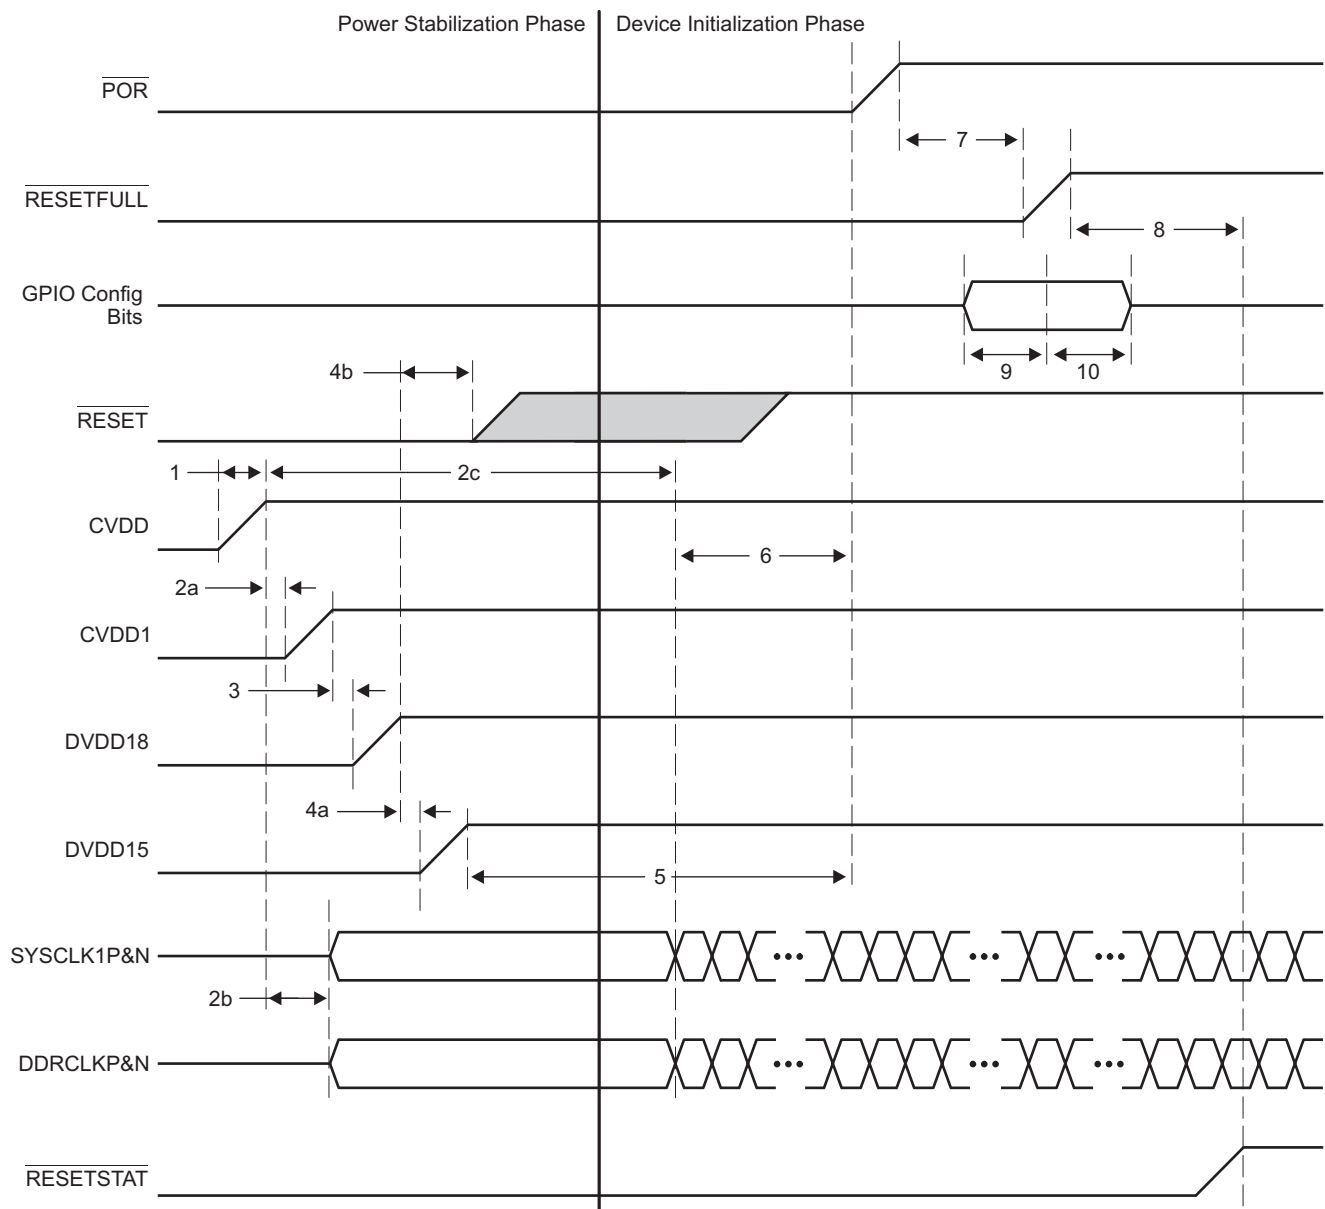 Power Stabilization Phase
Device Initialization Phase
POR
7
RESETFULL
8
GPIO Config
Bits
9
10
4b
RESET
1
2c
CVDD
6
2a
CVDD1
3
DVDD18
4a
DVDD15
5
SYSCLK1P&N
2b
DDRCLKP&N
RESETSTAT